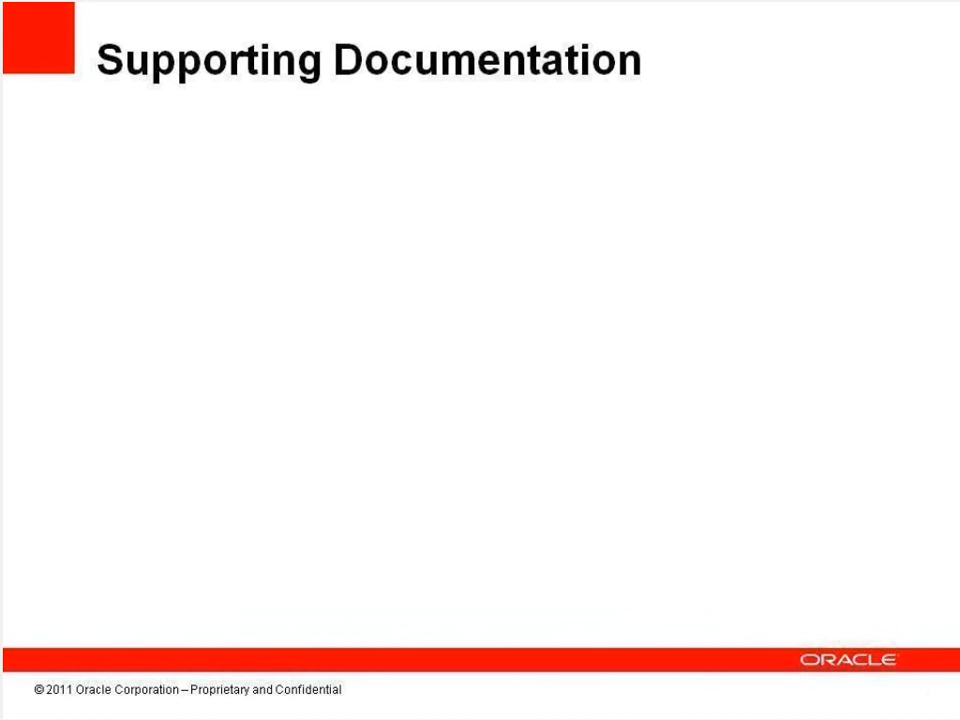 Supporting Documentation
ORACLE
© 2011 Oracle Corporation – Proprietary and Confidential